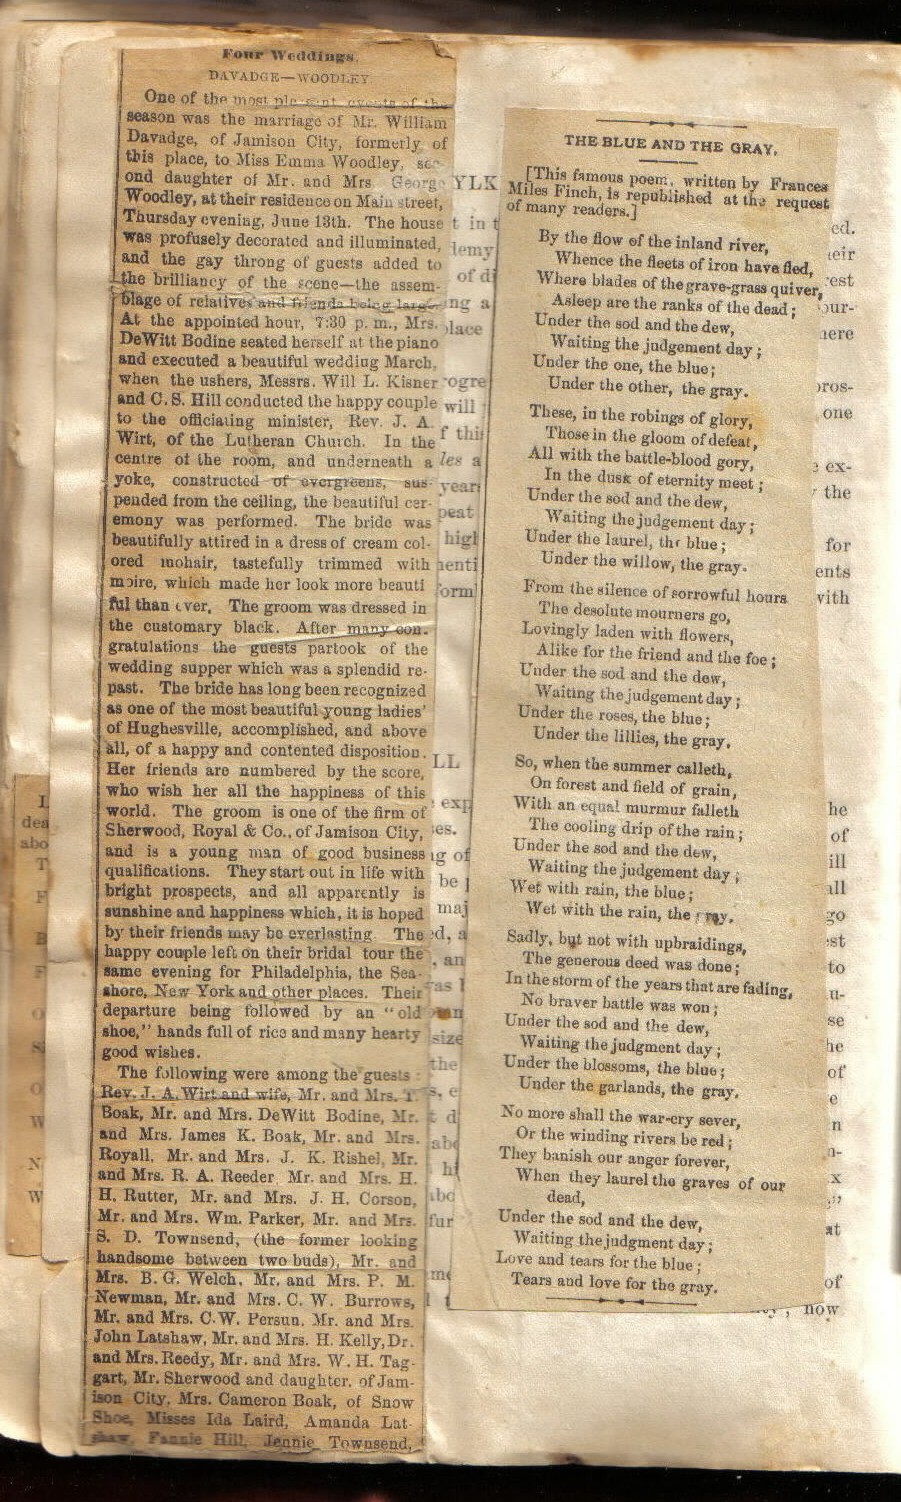 Four Weddings.
DAVADGE—WOODLEY
One of the most pleasant events of the
season was the marriage of Mr. William
Davadge, of Jamison City, formerly of
this place, to Miss Emma Woodley, sec-
ond daughter of Mr. and Mrs. George
Woodley, at their residence on Main street,
Thursday evening, June 13th. The house
was profusely decorated and illuminated,
and the gay throng of guests added to
the brilliancy of the scene—the assem-
blage of relatives and friends being large.
At the appointed hour, 7:30 p. m., Mrs.
DeWitt Bodine seated herself at the piano
and executed a beautiful wedding March,
when the ushers, Messrs. Will L. Kisner
and C. S. Hill conducted the happy couple
to the officiating minister, Rev. J. A.
Wirt, of the Lutheran Church. In the
centre of the room, and underneath a
yoke, constructed of evergreens, sus-
pended from the ceiling, the beautiful cer-
emony was performed. The bride was
beautifully attired in a dress of cream col-
ored mohair, tastefully trimmed with
moire, which made her look more beauti
ful than ever. The groom was dressed in
the customary black. After many con-
gratulations the guests partook of the
wedding supper which was a splendid re-
past. The bride has long been recognized
as one of the most beautiful young ladies'
of Hughesville, accomplished, and above
all, of a happy and contented disposition.
Her friends are numbered by the score,
who wish her all the happiness of this
world. The groom is one of the firm of
Sherwood, Royal & Co., of Jamison City,
and is a young man of good business
qualifications. They start out in life with
bright prospects, and all apparently is
sunshine and happiness which, it is hoped
by their friends may be everlasting. The
happy couple left on their bridal tour the
same evening for Philadelphia, the Sea-
shore, New York and other places. Their
departure being followed by an "old
shoe," hands full of rice and many hearty
good wishes.
The following were among the guests:
Rev. J. A. Wirt and wife, Mr. and Mrs.
Boak, Mr. and Mrs. DeWitt Bodine, Mr.
and Mrs. James K. Boak, Mr. and Mrs.
Royall, Mr. and Mrs. J. K. Rishel, Mr.
and Mrs. R. A. Reeder Mr. and Mrs. H.
H. Rutter, Mr. and Mrs. J. H. Corson,
Mr. and Mrs. Wm. Parker, Mr. and Mrs.
S. D. Townsend, (the former looking
handsome between two buds), Mr. and
Mrs. B. G. Welch, Mr. and Mrs. P. M.
Newman, Mr. and Mrs. C. W. Burrows,
Mr. and Mrs. C. W. Persun, Mr. and Mrs.
John Latshaw, Mr. and Mrs. H. Kelly, Dr.
and Mrs. Reedy, Mr. and Mrs. W. H. Tag-
gart, Mr. Sherwood and daughter, of Jam-
ison City, Mrs. Cameron Boak, of Snow
Shoe, Misses Ida Laird, Amanda Lat-
shaw, Fannie Hill, Jennie Townsend,
THE BLUE AND THE GRAY.
[This famous poem, written by Frances
Miles Finch, is republished at the request
of many readers.]
By the flow of the inland river,
Whence the fleets of iron have fled,
Where blades of the grave-grass quiver,
Asleep are the ranks of the dead;
Under the sod and the dew,
Waiting the judgement day;
Under the one, the blue;
Under the other, the gray.
These, in the robings of glory,
Those in the gloom of defeat,
All with the battle-blood gory,
In the dusk of eternity meet;
Under the sod and the dew,
Waiting the judgement day;
Under the laurel, the blue;
Under the willow, the gray.
From the silence of sorrowful hours
The desolute mourners go,
Lovingly laden with flowers,
Alike for the friend and the foe;
Under the sod and the dew,
Waiting the judgement day;
Under the roses, the blue;
Under the lillies, the gray.
So, when the summer calleth,
On forest and field of grain,
With an equal murmur falleth
The cooling drip of the rain;
Under the sod and the dew,
Waiting the judgement day;
Wet with rain, the blue;
Wet with the rain, the gray.
Sadly, but not with upbraidings,
The generous deed was done;
In the storm of the years that are fading,
No braver battle was won;
Under the sod and the dew,
Waiting the judgment day;
Under the blossoms, the blue;
Under the garlands, the gray.
No more shall the war-cry sever,
Or the winding rivers be red;
They banish our anger forever,
When they laurel the graves of our
dead,
Under the sod and the dew,
Waiting the judgment day;
Love and tears for the blue;
Tears and love for the gray.